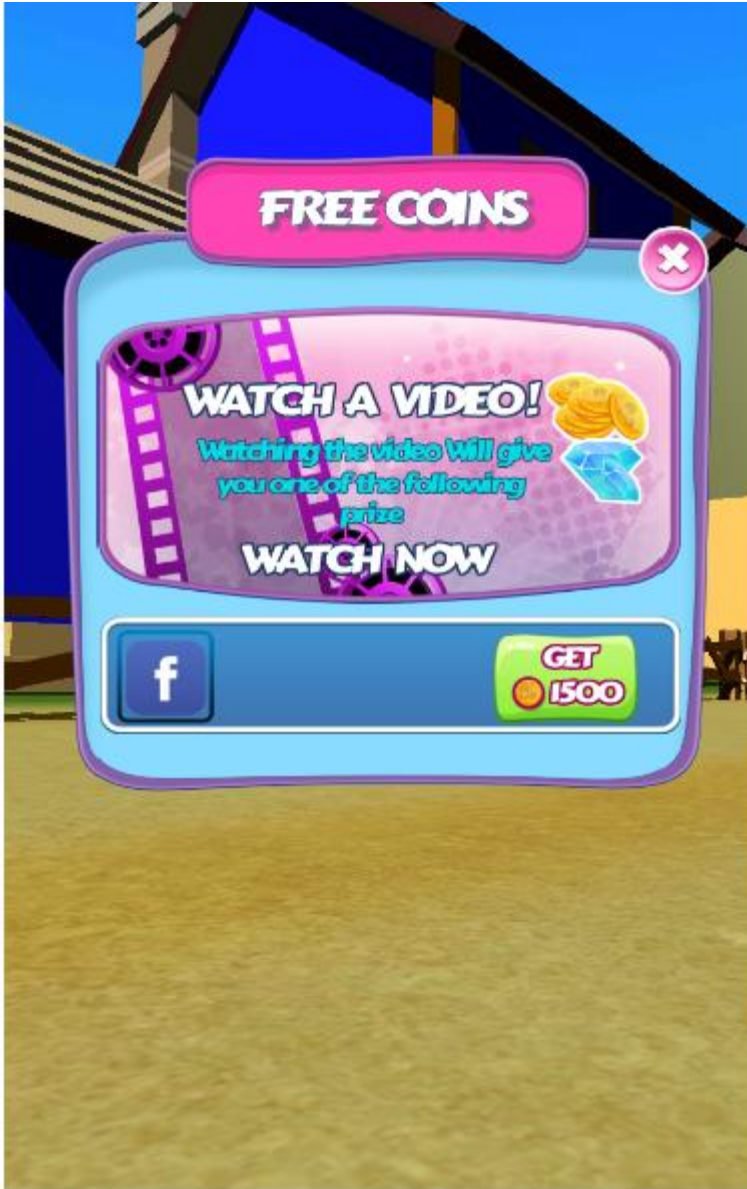 FREE COINS
WATCH A VIDEO!
Watching the video Will give
you one of the following
prize
WATCH NOW
f
GET
1500